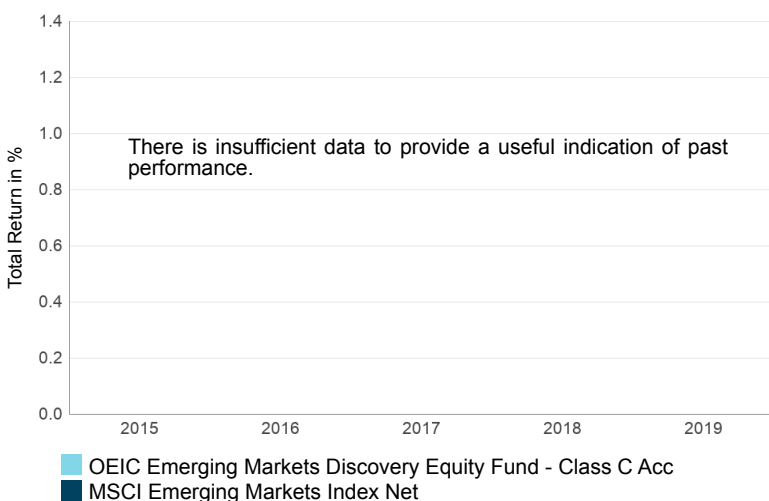 1.4
1.2
1.0
There is insufficient data to provide a useful indication of past
performance.
0.8
0.6
0.4
0.2
0.0
Total Return in %
2015 2016 2017 2018 2019
OEIC Emerging Markets Discovery Equity Fund - Class C Acc
MSCI Emerging Markets Index Net